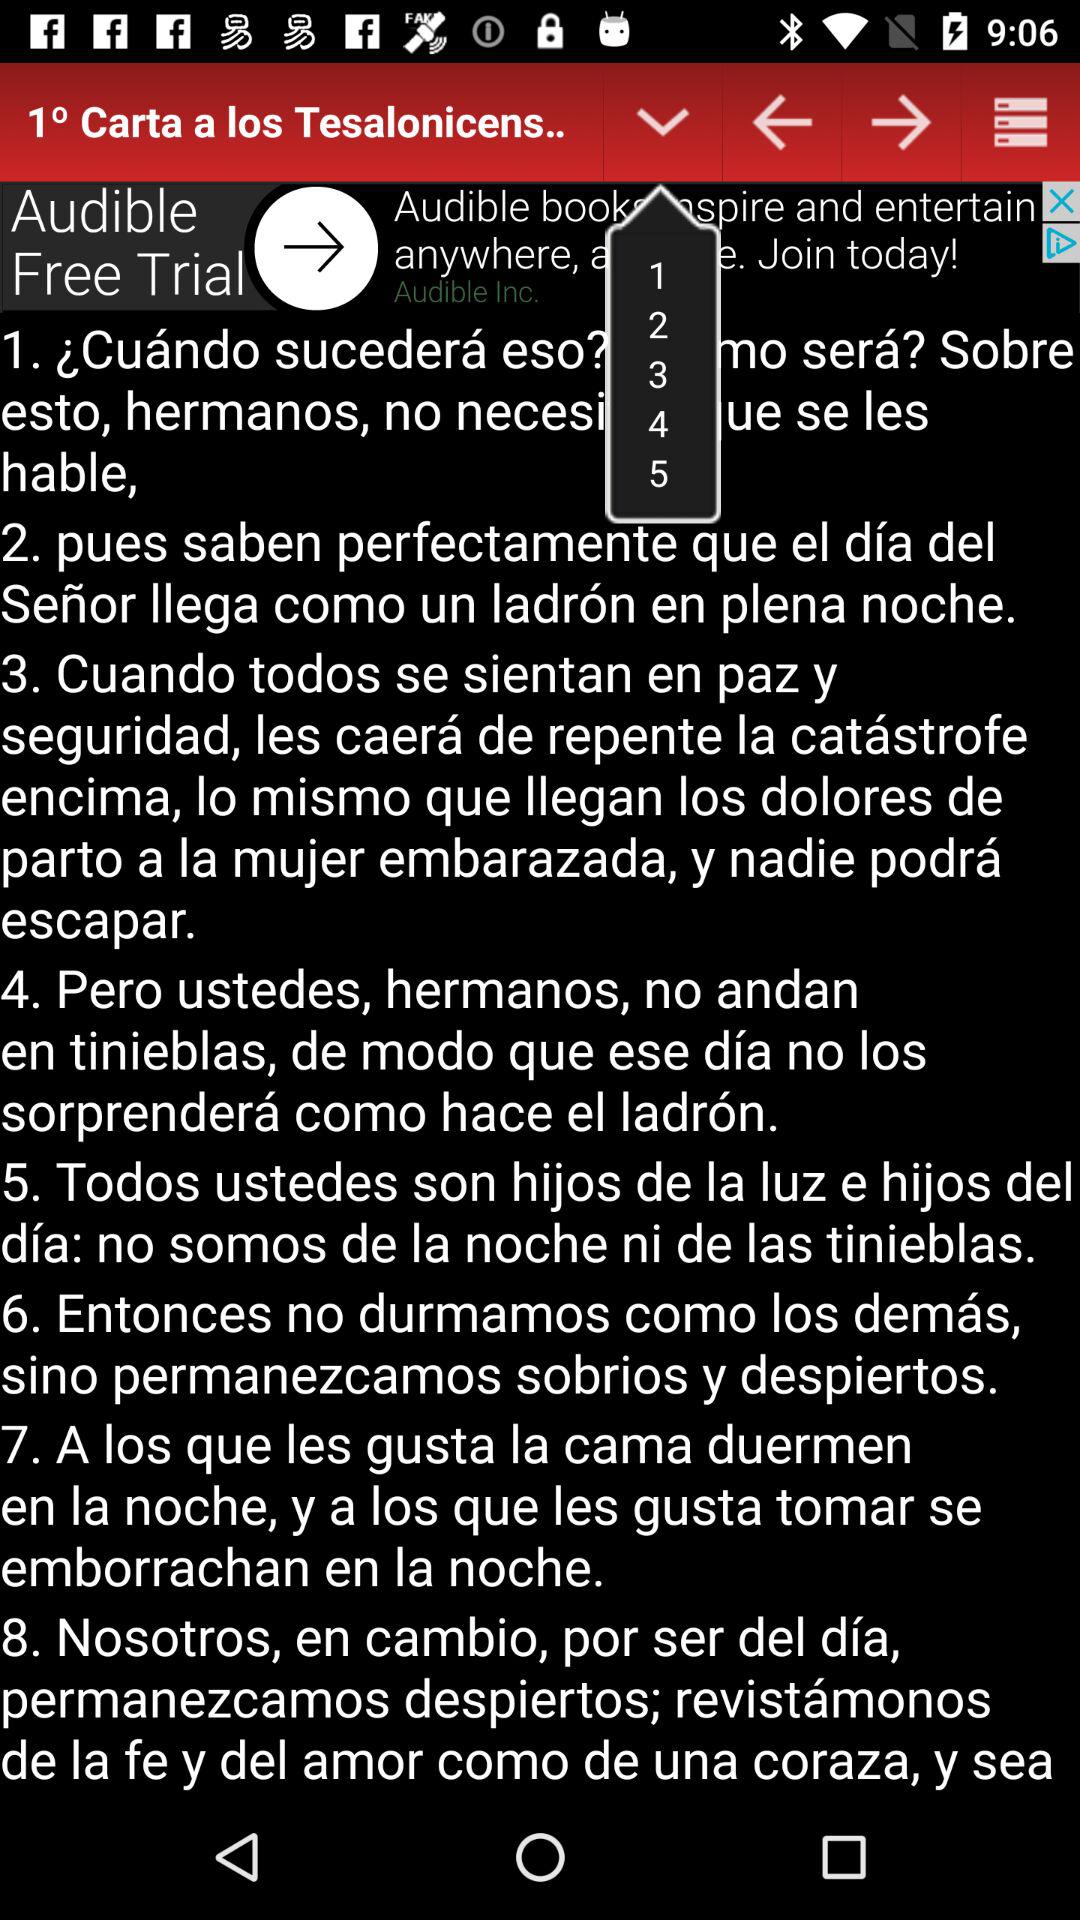 FAKE
9:06
1º Carta a los Tesalonicens..
Audible
Free Trial
Audible books inspire and entertain
anywhere, a e. Join today!
Audible Inc.
1
2
3
4
5
1. ¿Cuándo sucederá eso? mo será? Sobre
esto, hermanos, no necesi que se les
hable,
2. pues saben perfectamente que el día del
Señor llega como un ladrón en plena noche.
3. Cuando todos se sientan en paz y
seguridad, les caerá de repente la catástrofe
encima, lo mismo que llegan los dolores de
parto a la mujer embarazada, y nadie podrá
escapar.
4. Pero ustedes, hermanos, no andan
en tinieblas, de modo que ese día no los
sorprenderá como hace el ladrón.
5. Todos ustedes son hijos de la luz e hijos del
día: no somos de la noche ni de las tinieblas.
6. Entonces no durmamos como los demás,
sino permanezcamos sobrios y despiertos.
7. A los que les gusta la cama duermen
en la noche, y a los que les gusta tomar se
emborrachan en la noche.
8. Nosotros, en cambio, por ser del día,
permanezcamos despiertos; revistámonos
de la fe y del amor como de una coraza, y sea